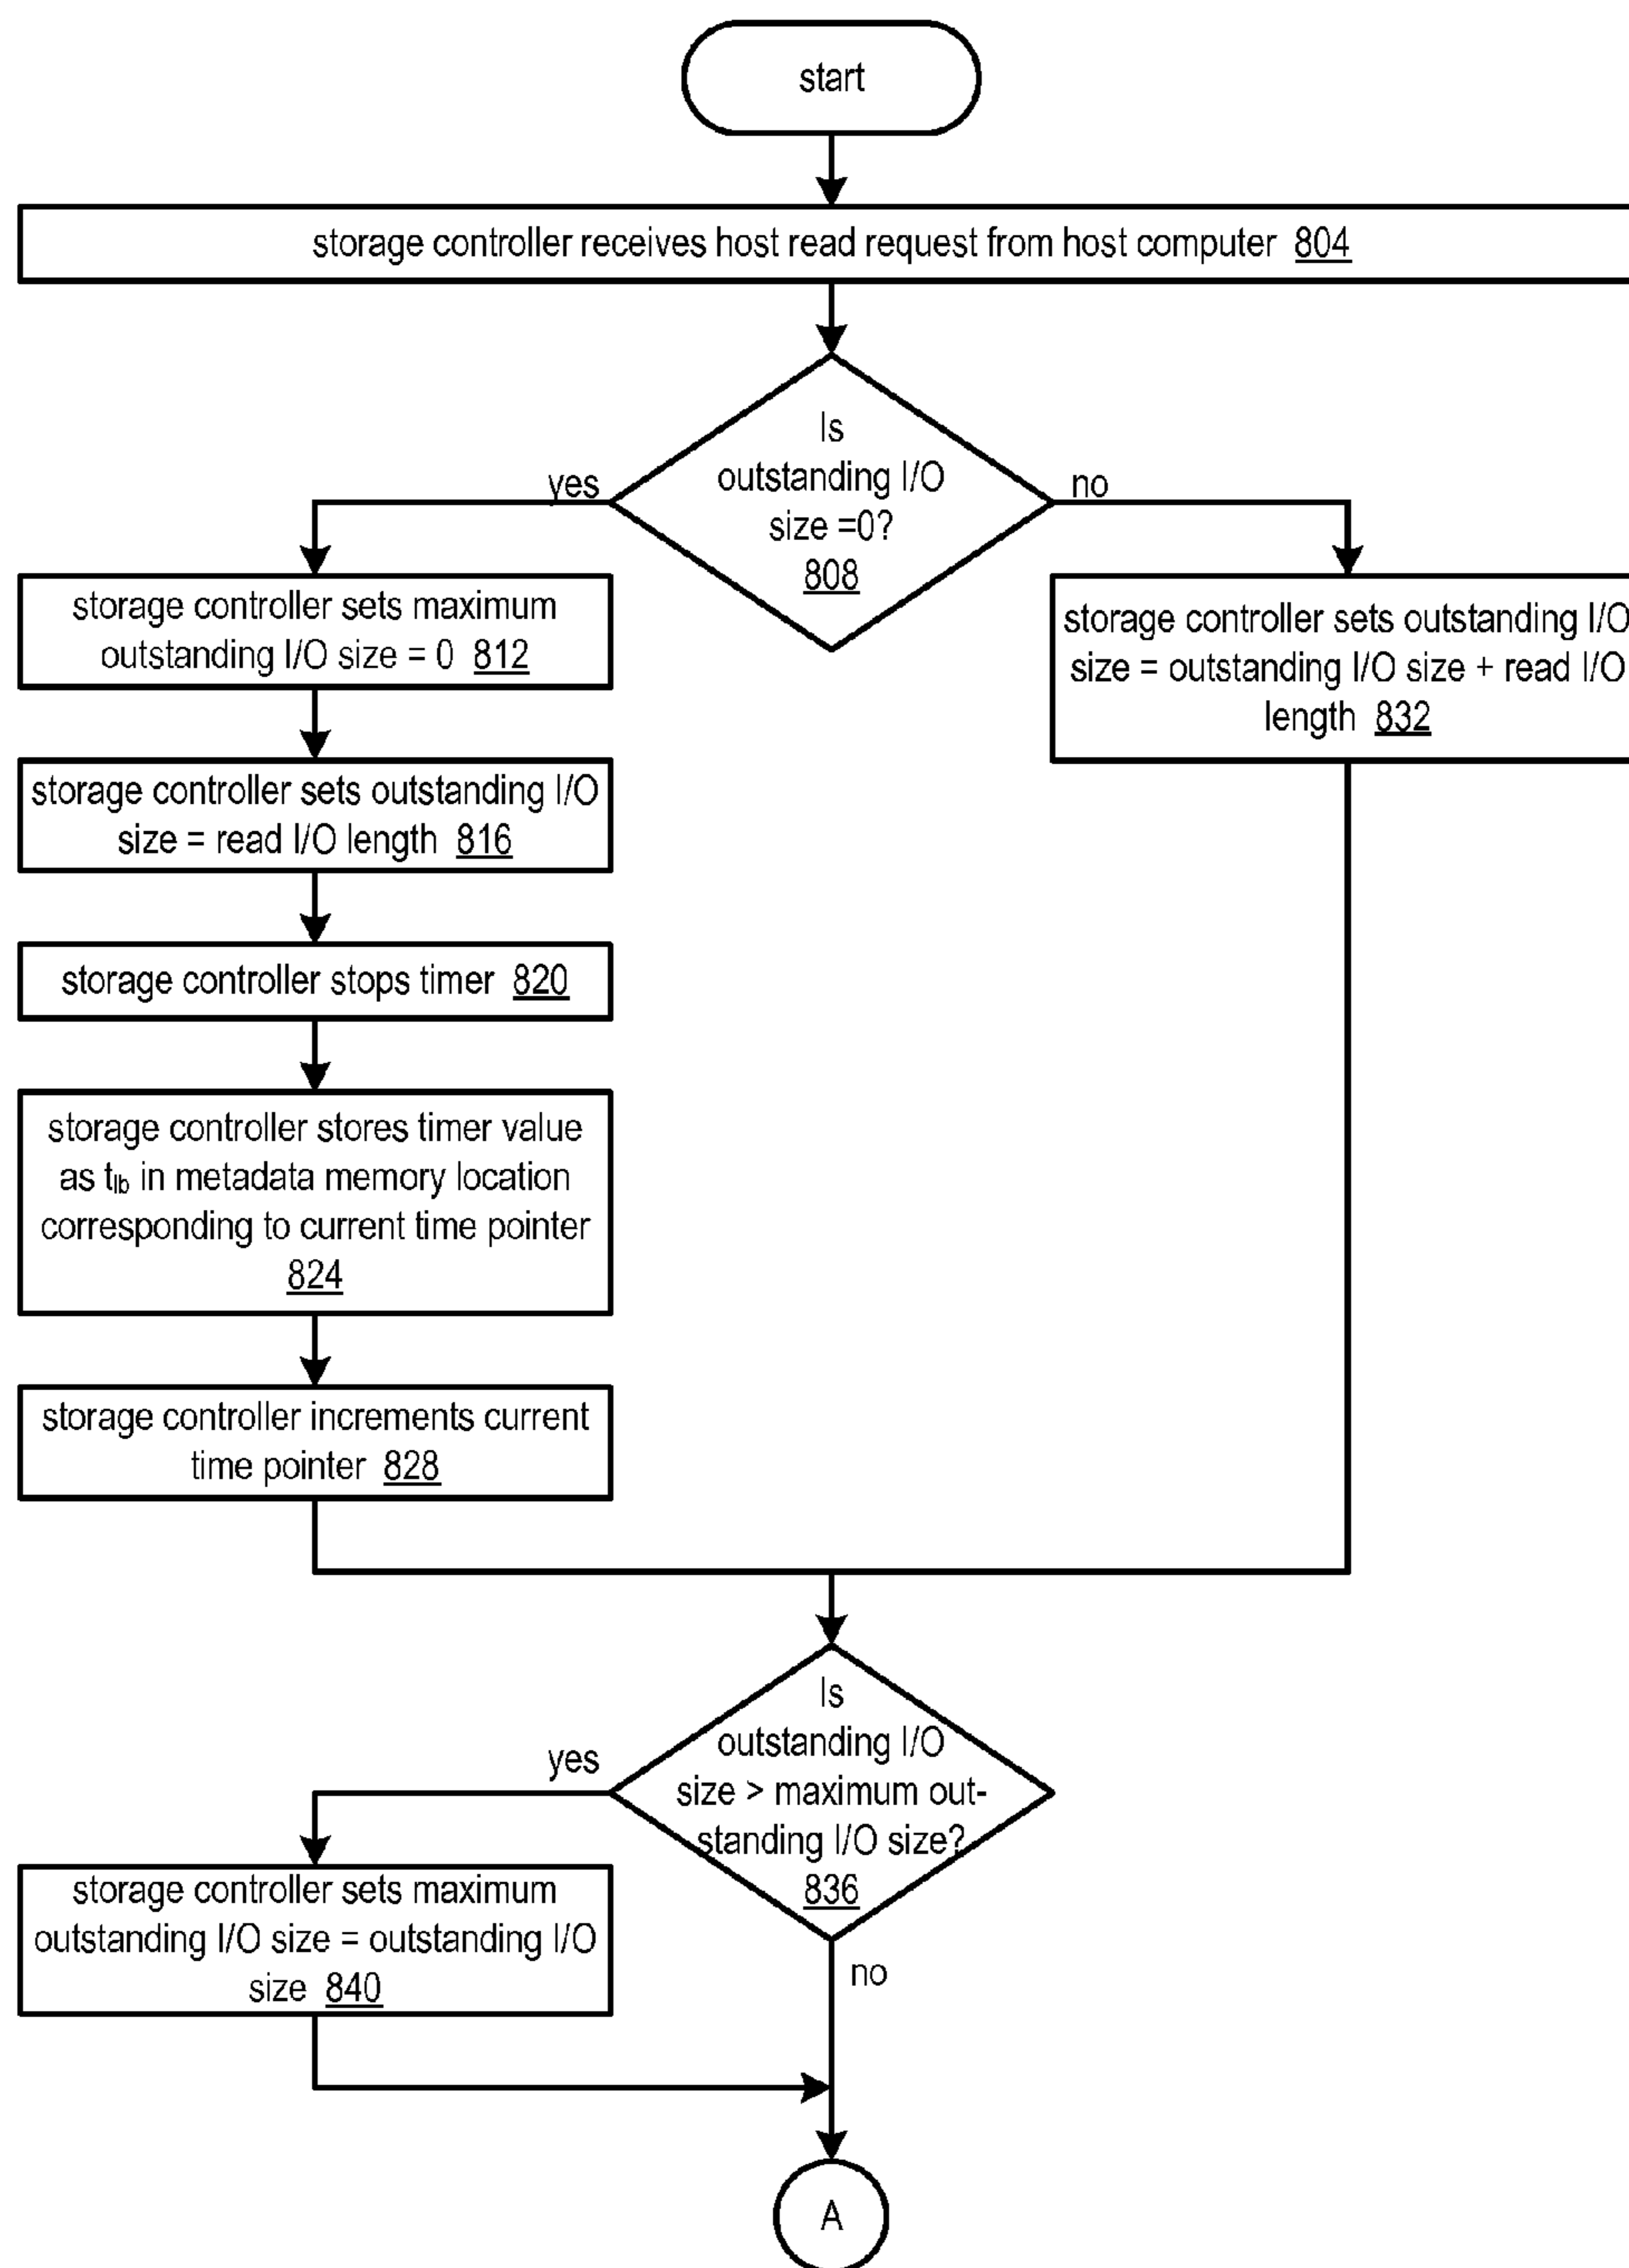 start
storage controller receives host read request from host computer 804
Is
outstanding I/O
size =0?
808
yes
no
storage controller sets maximum
outstanding I/O size = 0 812
storage controller sets outstanding I/O
size = outstanding I/O size + read I/O
length 832
storage controller sets outstanding I/O
size = read I/O length 816
storage controller stops timer 820
storage controller stores timer value
as tIb in metadata memory location
corresponding to current time pointer
824
storage controller increments current
time pointer 828
Is
outstanding I/O
size > maximum out-
standing I/O size?
836
yes
no
storage controller sets maximum
outstanding I/O size = outstanding I/O
size 840
A